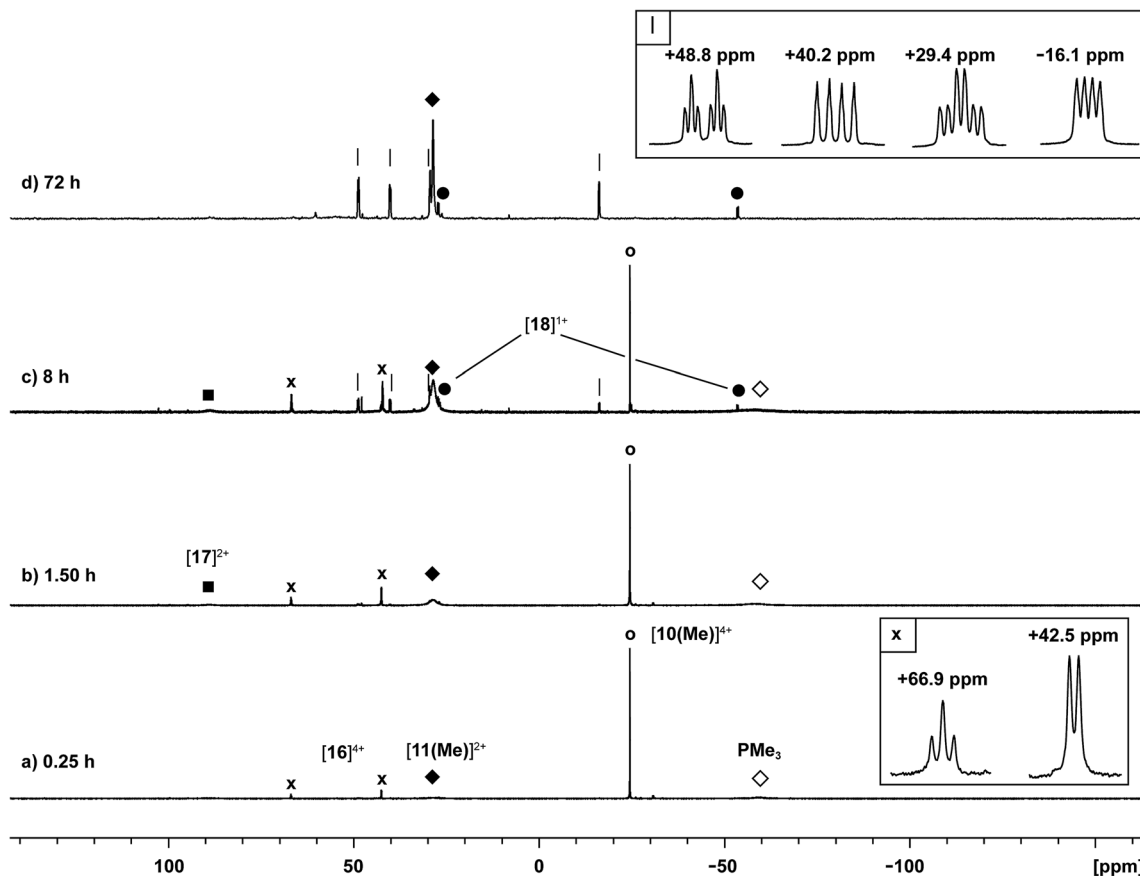 |
+48.8 ppm +40.2 ppm +29.4 ppm −16.1 ppm
d) 72 h
o
[18]1+
c) 8 h
x x
o
[17]2+
b) 1.50 h
x x
o [10(Me)]4+
x
+42.5 ppm
+66.9 ppm
[16]4+ [11(Me)]2+ PMe3
a) 0.25 h
x x
100 50 0 −50 −100 [ppm]